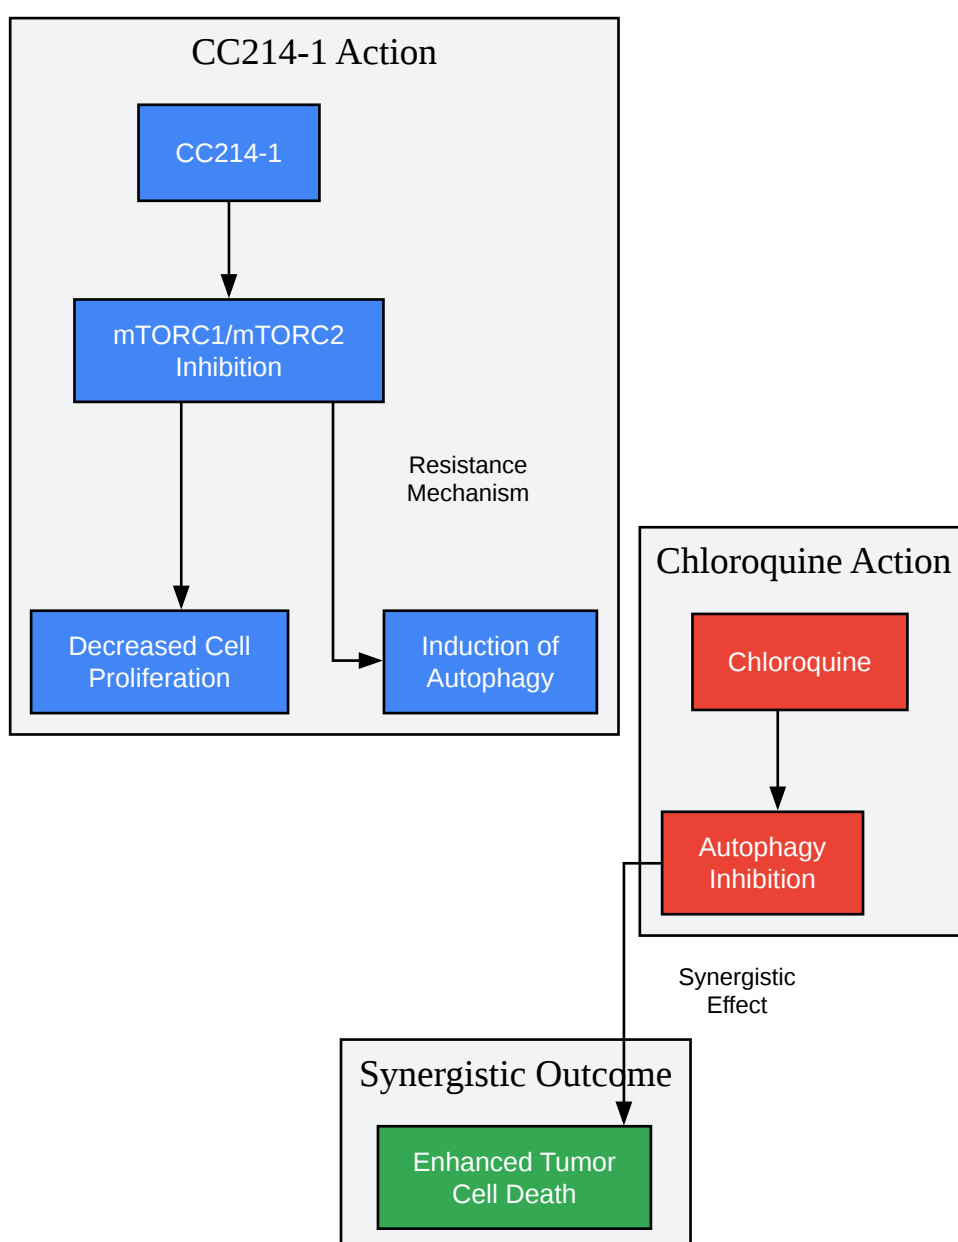 CC214-1 Action
CC214-1
mTORC1/mTORC2
Inhibition
Resistance
Mechanism
Decreased Cell
Proliferation
Induction of
Autophagy
Chloroquine Action
Chloroquine
Autophagy
Inhibition
Synergistic
Effect
Synergistic Outcome
Enhanced Tumor
Cell Death